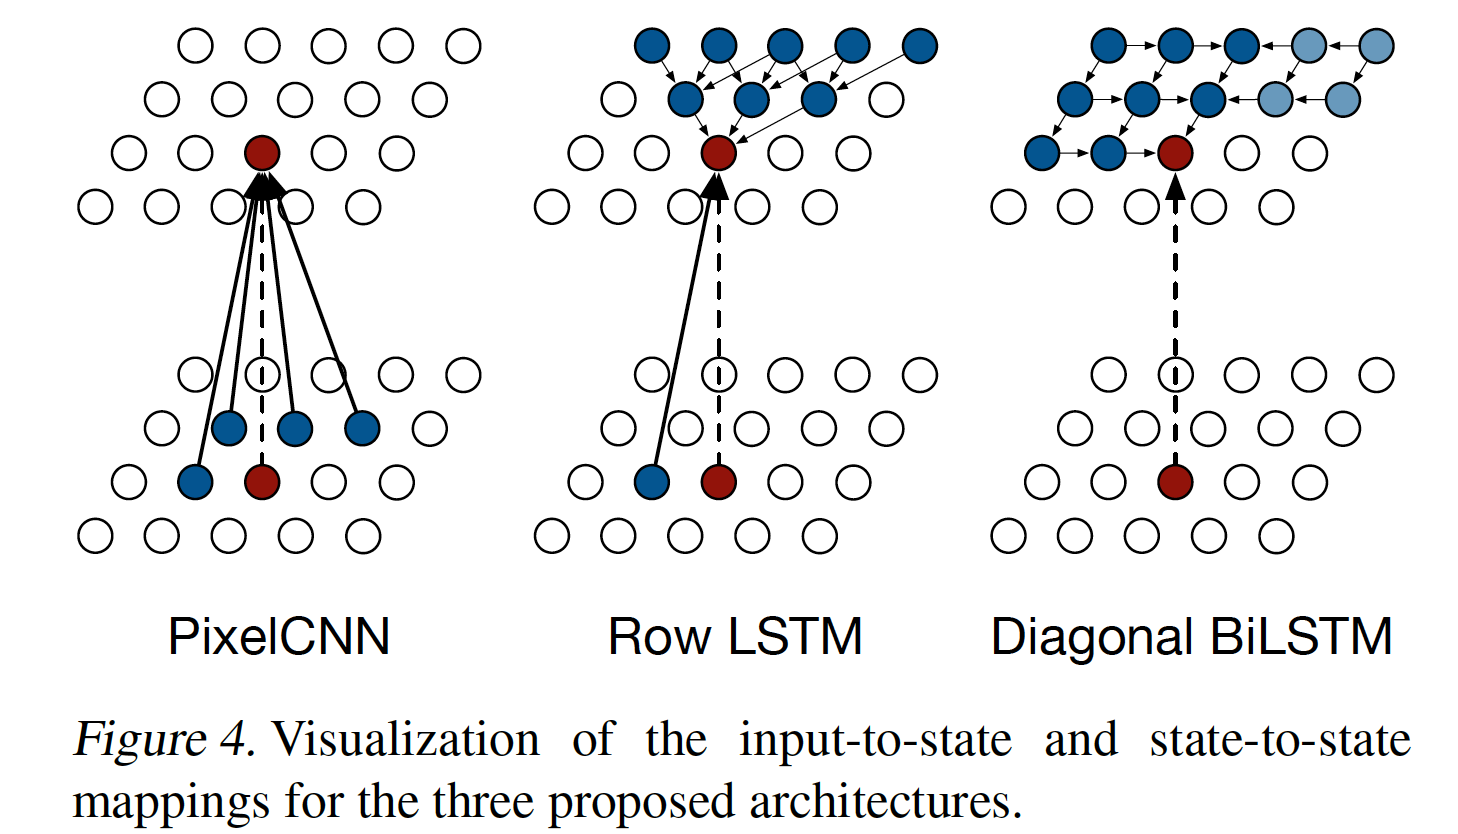 PixelCNN Row LSTM Diagonal BiLSTM
Figure 4. Visualization of the input-to-state and state-to-state
mappings for the three proposed architectures.